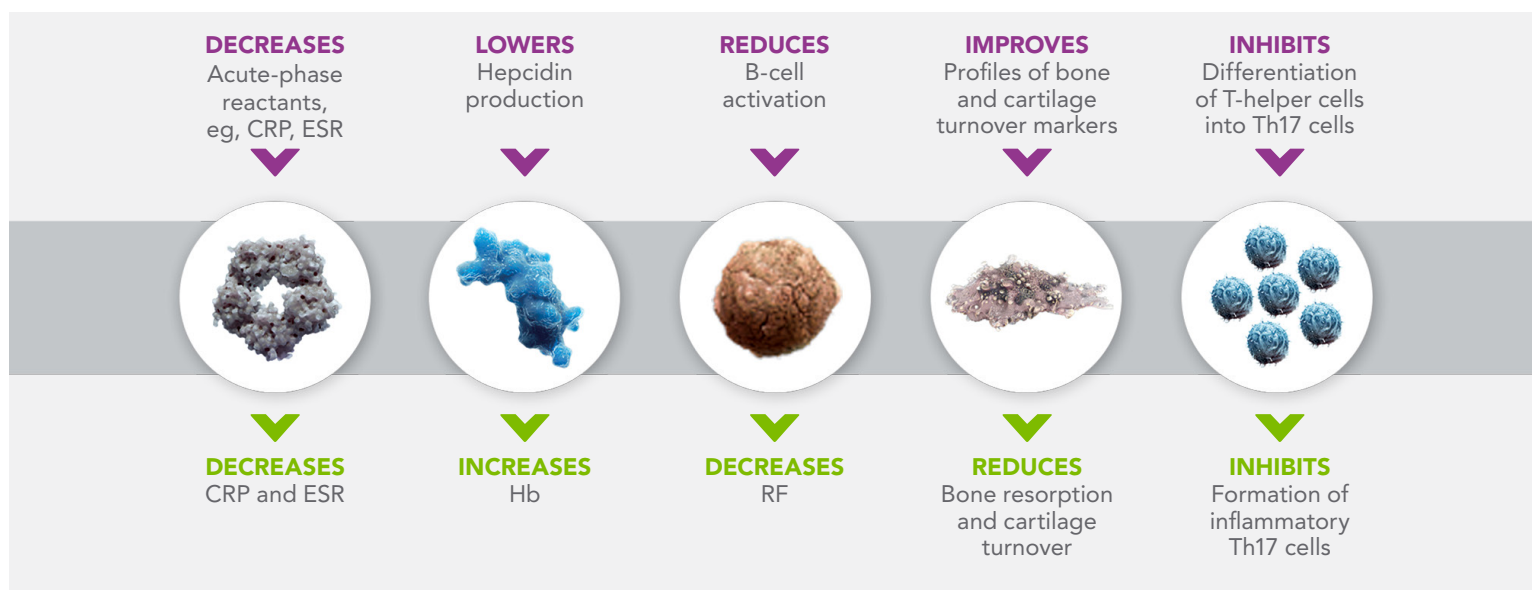 DECREASES
Acute-phase
reactants,
eg, CRP, ESR
LOWERS
Hepcidin
production
REDUCES
B-cell
activation
IMPROVES
Profiles of bone
and cartilage
turnover markers
INHIBITS
Differentiation
of T-helper cells
into Th17 cells
DECREASES
CRP and ESR
INCREASES
Hb
DECREASES
RF
REDUCES
Bone resorption
and cartilage
turnover
INHIBITS
Formation of
inflammatory
Th17 cells